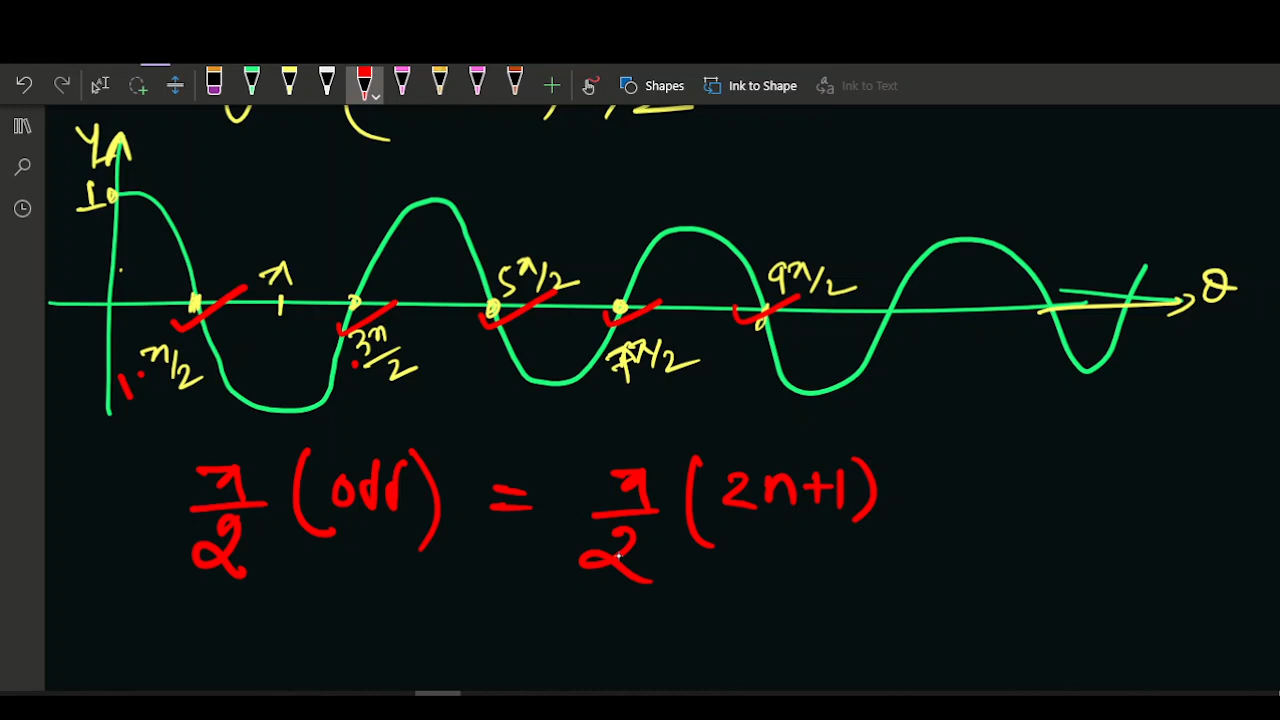 Shapes Ink to Shape Ink to Text
Y
1
π 5π/2 9π/2 θ
π/2 3π/2 7π/2
π/2 (odd) = π/2 (2n+1)